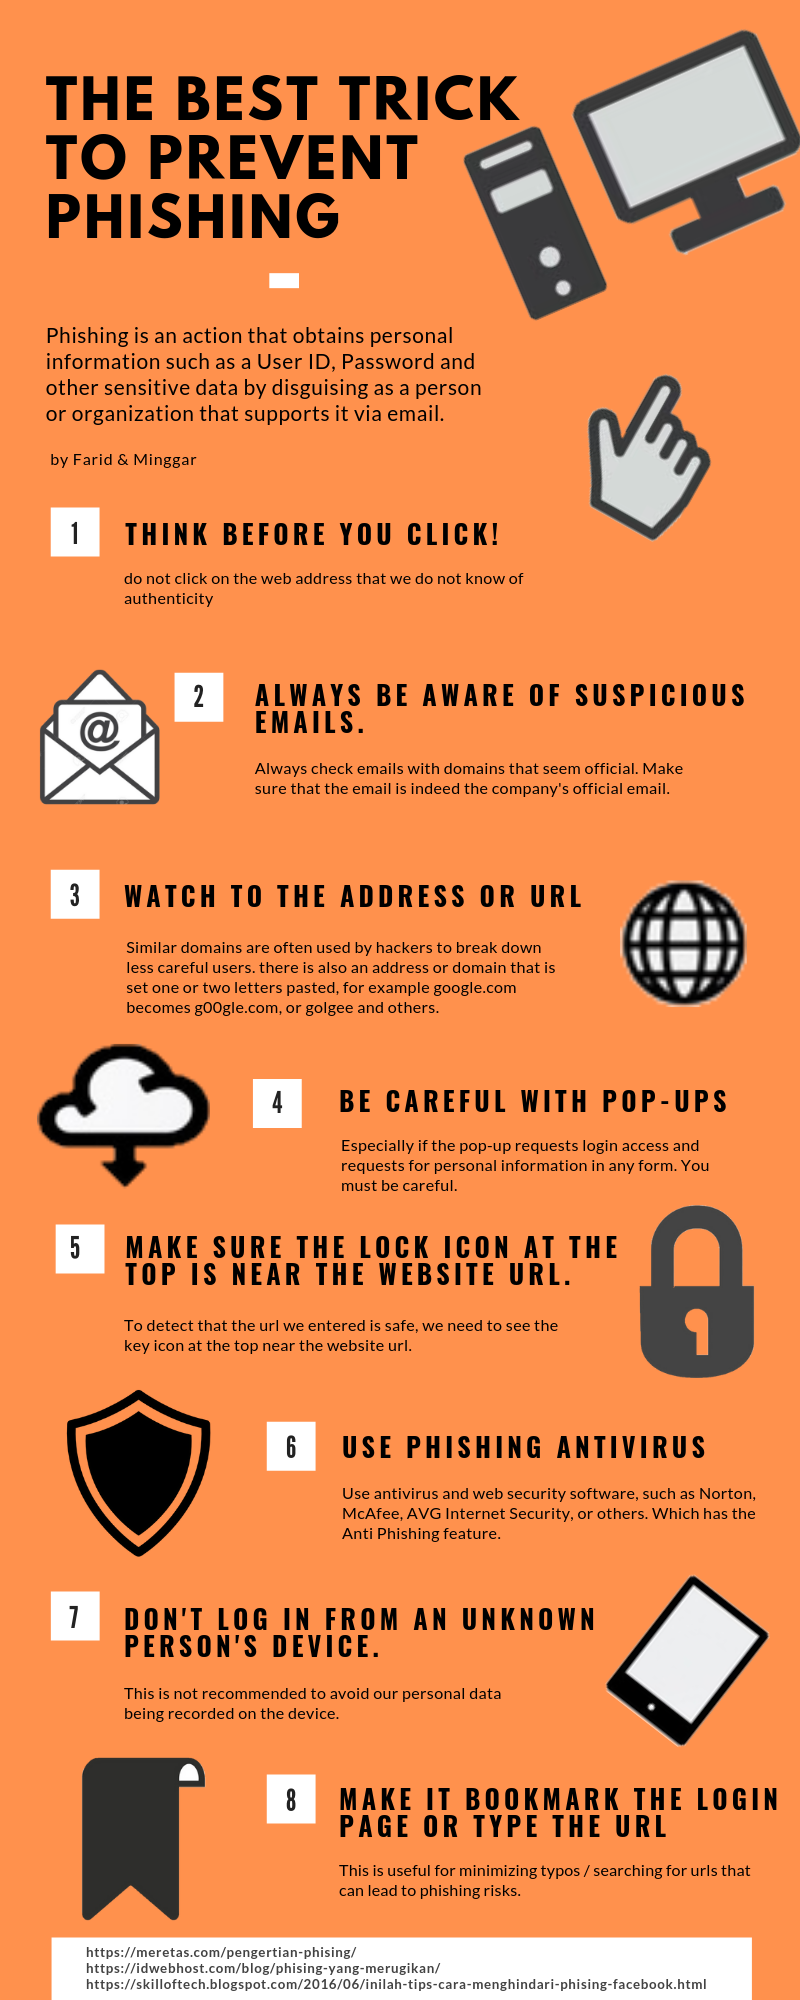 THE BEST TRICK
TO PREVENT
PHISHING
Phishing is an action that obtains personal
information such as a User ID, Password and
other sensitive data by disguising as a person
or organization that supports it via email.
by Farid & Minggar
1
THINK BEFORE YOU CLICK!
do not click on the web address that we do not know of
authenticity
@
2
ALWAYS BE AWARE OF SUSPICIOUS
EMAILS.
Always check emails with domains that seem official. Make
sure that the email is indeed the company's official email.
3
WATCH TO THE ADDRESS OR URL
Similar domains are often used by hackers to break down
less careful users. there is also an address or domain that is
set one or two letters pasted, for example google.com
becomes g00gle.com, or golgee and others.
4
BE CAREFUL WITH POP-UPS
Especially if the pop-up requests login access and
requests for personal information in any form. You
must be careful.
5
MAKE SURE THE LOCK ICON AT THE
TOP IS NEAR THE WEBSITE URL.
To detect that the url we entered is safe, we need to see the
key icon at the top near the website url.
6
USE PHISHING ANTIVIRUS
Use antivirus and web security software, such as Norton,
McAfee, AVG Internet Security, or others. Which has the
Anti Phishing feature.
7
DON'T LOG IN FROM AN UNKNOWN
PERSON'S DEVICE.
This is not recommended to avoid our personal data
being recorded on the device.
8
MAKE IT BOOKMARK THE LOGIN
PAGE OR TYPE THE URL
This is useful for minimizing typos / searching for urls that
can lead to phishing risks.
https://meretas.com/pengertian-phising/
https://idwebhost.com/blog/phising-yang-merugikan/
https://skilloftech.blogspot.com/2016/06/inilah-tips-cara-menghindari-phising-facebook.html